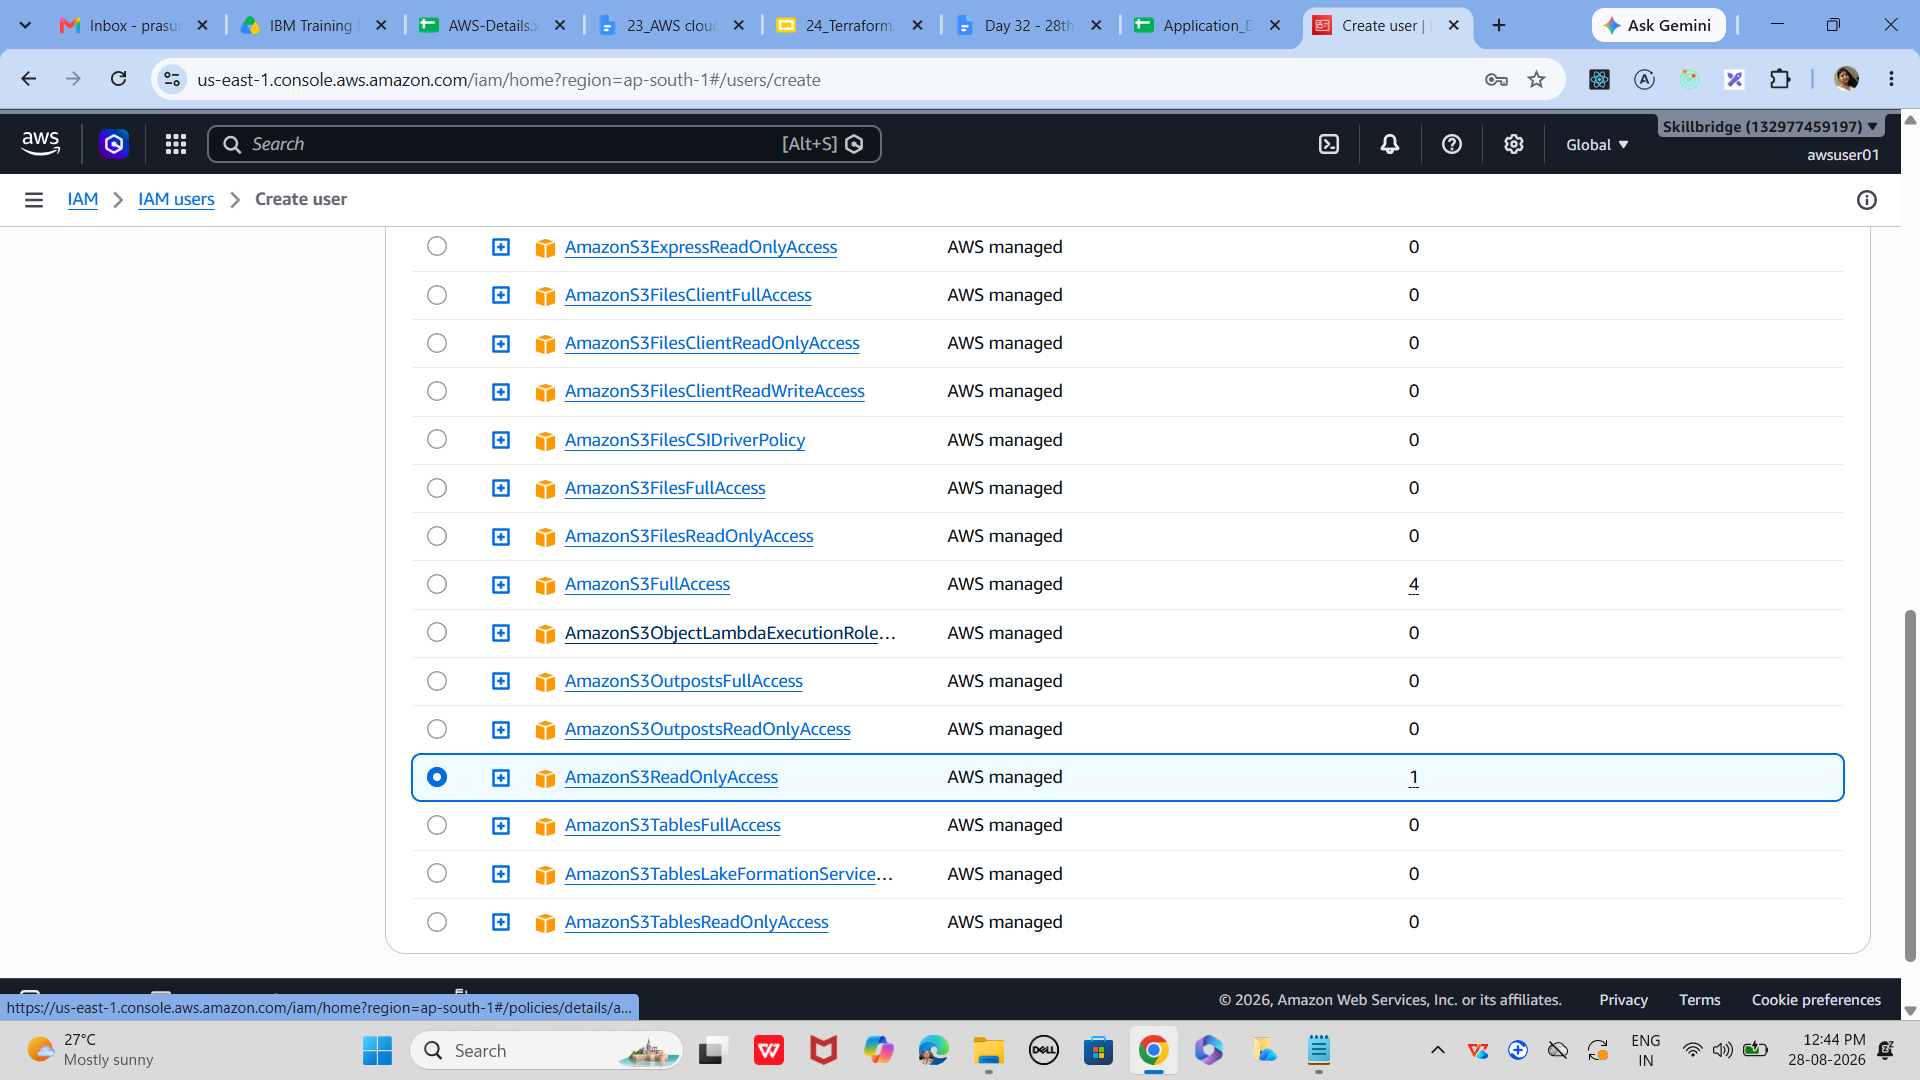 Inbox - prasu
IBM Training
AWS-Details.x
23_AWS clou
24_Terraform.
Day 32 - 28th
Application_D
Create user |
Ask Gemini
us-east-1.console.aws.amazon.com/iam/home?region=ap-south-1#/users/create
aws
Search
[Alt+S]
Global
Skillbridge (132977459197)
awsuser01
IAM
IAM users
Create user
AmazonS3ExpressReadOnlyAccess AWS managed 0
AmazonS3FilesClientFullAccess AWS managed 0
AmazonS3FilesClientReadOnlyAccess AWS managed 0
AmazonS3FilesClientReadWriteAccess AWS managed 0
AmazonS3FilesCSIDriverPolicy AWS managed 0
AmazonS3FilesFullAccess AWS managed 0
AmazonS3FilesReadOnlyAccess AWS managed 0
AmazonS3FullAccess AWS managed 4
AmazonS3ObjectLambdaExecutionRole... AWS managed 0
AmazonS3OutpostsFullAccess AWS managed 0
AmazonS3OutpostsReadOnlyAccess AWS managed 0
AmazonS3ReadOnlyAccess AWS managed 1
AmazonS3TablesFullAccess AWS managed 0
AmazonS3TablesLakeFormationService... AWS managed 0
AmazonS3TablesReadOnlyAccess AWS managed 0
https://us-east-1.console.aws.amazon.com/iam/home?region=ap-south-1#/policies/details/a...
© 2026, Amazon Web Services, Inc. or its affiliates. Privacy Terms Cookie preferences
27°C
Mostly sunny
Search
DELL
ENG
IN
12:44 PM
28-08-2026